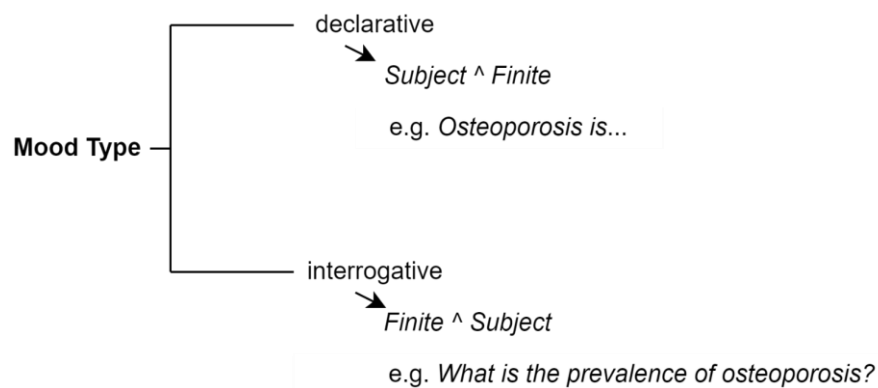 declarative
Subject ^ Finite
e.g. Osteoporosis is...
Mood Type
interrogative
Finite ^ Subject
e.g. What is the prevalence of osteoporosis?